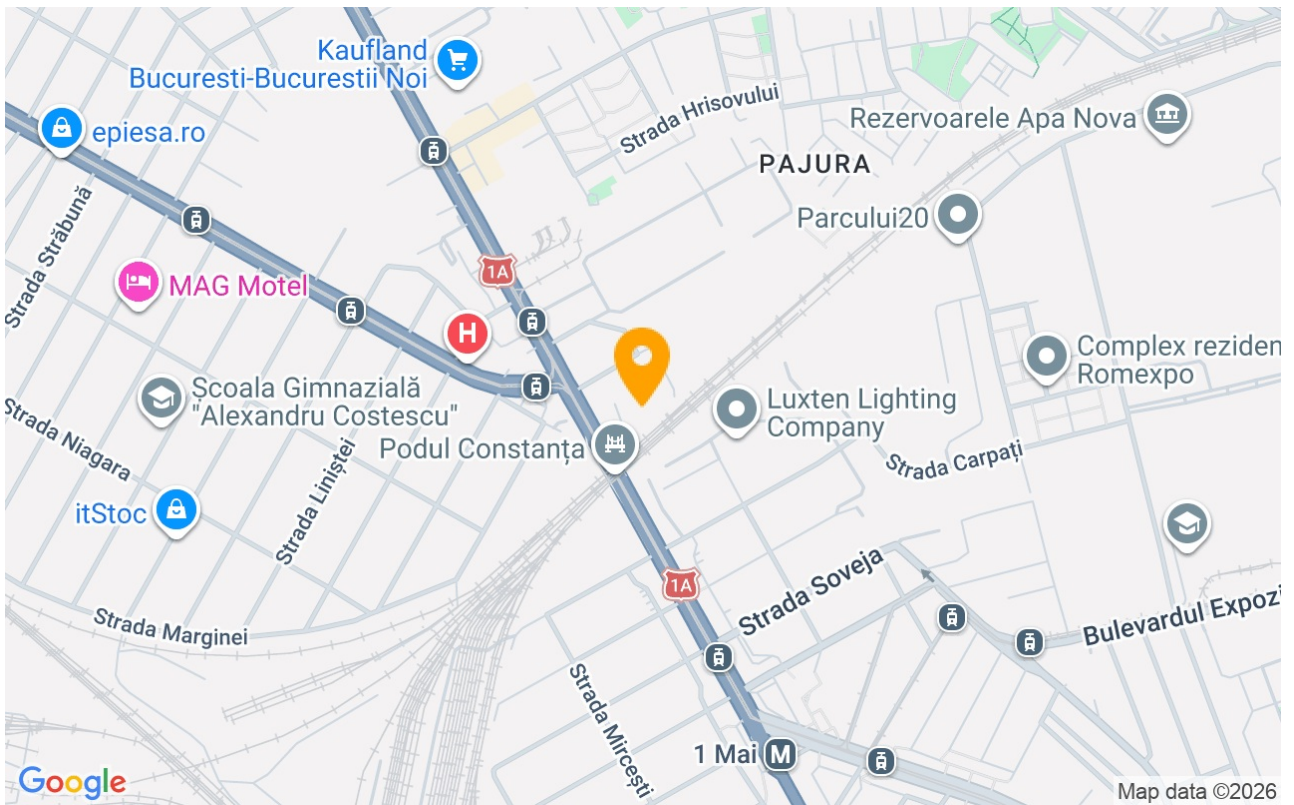 Kaufland
Bucuresti-Bucurestii Noi
epiesa.ro
Strada Hrisovului
Rezervoarele Apa Nova
PAJURA
Strada Străbună
Parcului20
1A
MAG Motel
H
Complex reziden
Romexpo
Școala Gimnazială
"Alexandru Costescu"
Luxten Lighting
Company
Podul Constanța
Strada Niagara
Strada Carpați
Strada Liniștei
itStoc
Strada Soveja
1A
Strada Marginei
Bulevardul Expozi
Strada Mircești
1 Mai M
Google
Map data ©2026